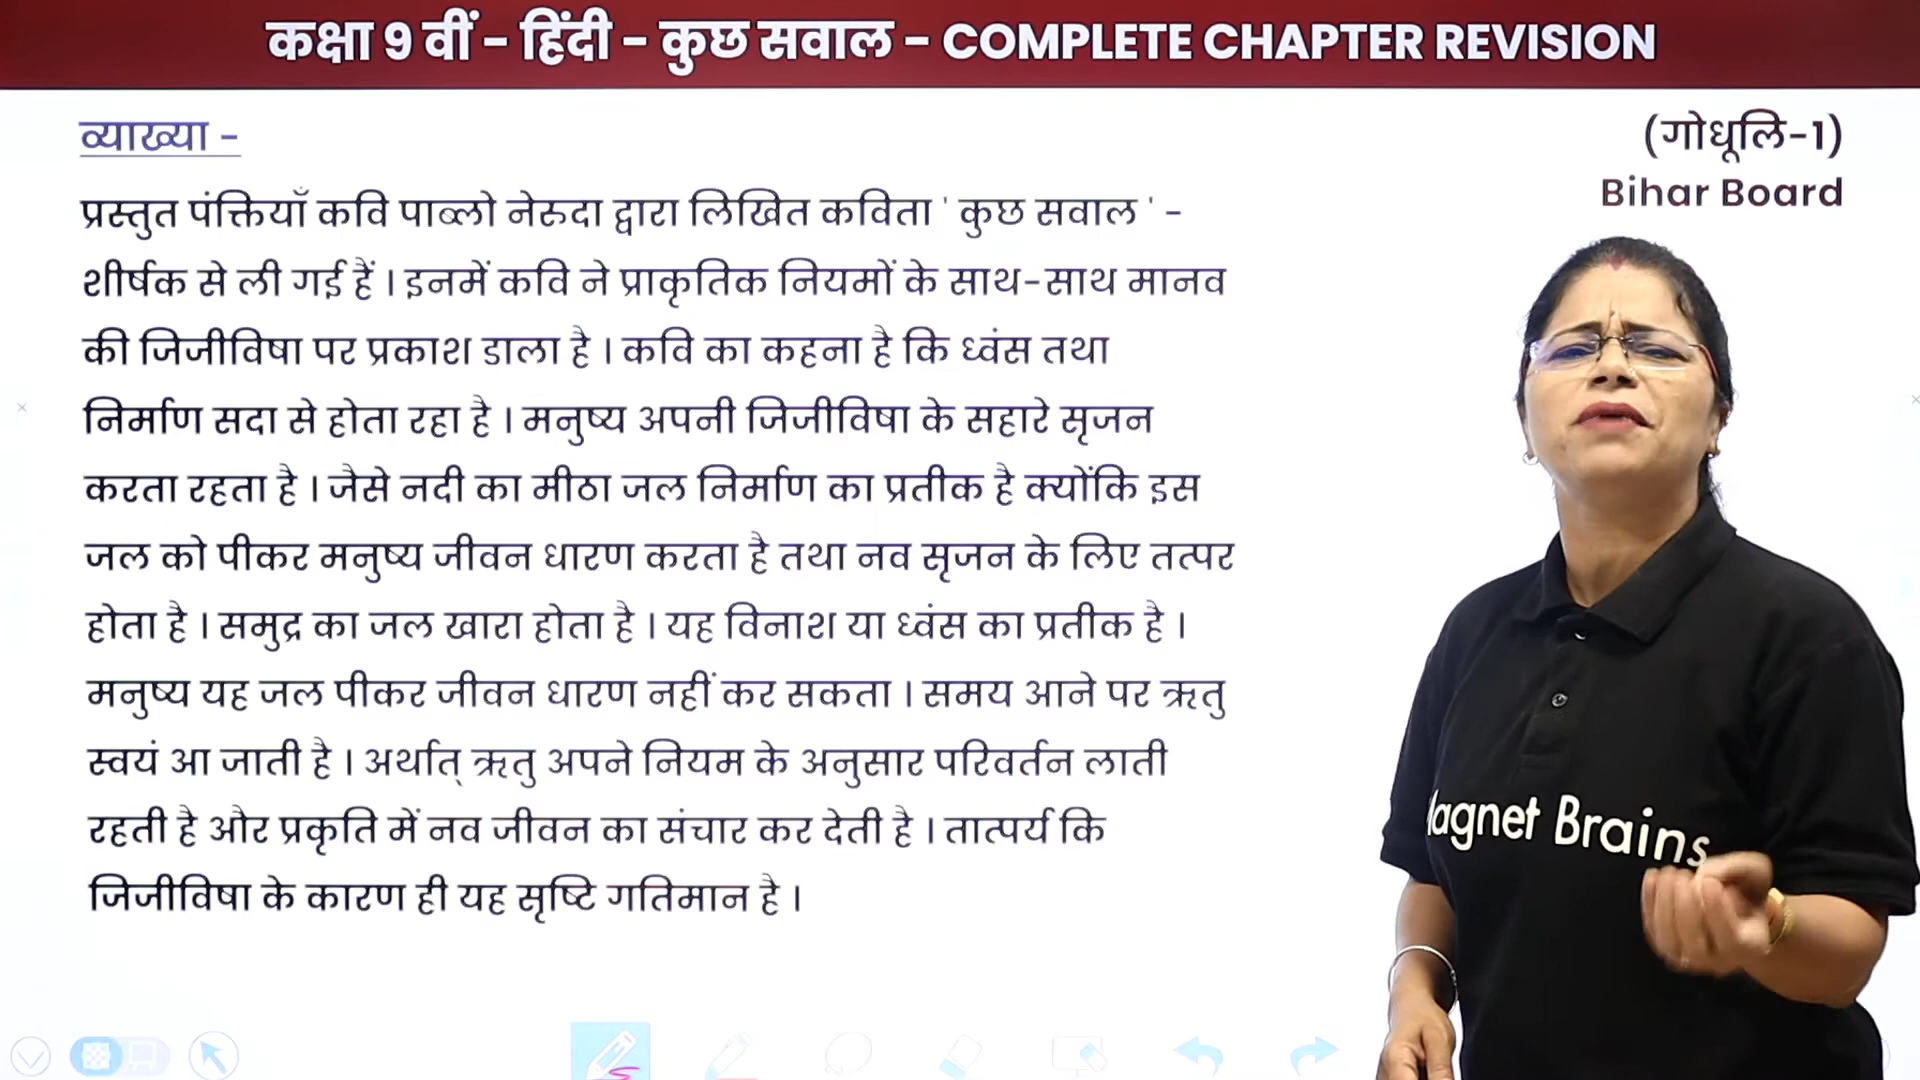 कक्षा 9 वीं - हिंदी - कुछ सवाल - COMPLETE CHAPTER REVISION
व्याख्या -
(गोधूलि-1)
Bihar Board
प्रस्तुत पंक्तियाँ कवि पाब्लो नेरुदा द्वारा लिखित कविता ' कुछ सवाल ' -
शीर्षक से ली गई हैं । इनमें कवि ने प्राकृतिक नियमों के साथ-साथ मानव
की जिजीविषा पर प्रकाश डाला है । कवि का कहना है कि ध्वंस तथा
निर्माण सदा से होता रहा है । मनुष्य अपनी जिजीविषा के सहारे सृजन
करता रहता है । जैसे नदी का मीठा जल निर्माण का प्रतीक है क्योंकि इस
जल को पीकर मनुष्य जीवन धारण करता है तथा नव सृजन के लिए तत्पर
होता है । समुद्र का जल खारा होता है । यह विनाश या ध्वंस का प्रतीक है ।
मनुष्य यह जल पीकर जीवन धारण नहीं कर सकता । समय आने पर ऋतु
स्वयं आ जाती है । अर्थात् ऋतु अपने नियम के अनुसार परिवर्तन लाती
रहती है और प्रकृति में नव जीवन का संचार कर देती है । तात्पर्य कि
जिजीविषा के कारण ही यह सृष्टि गतिमान है ।
agnet Brains